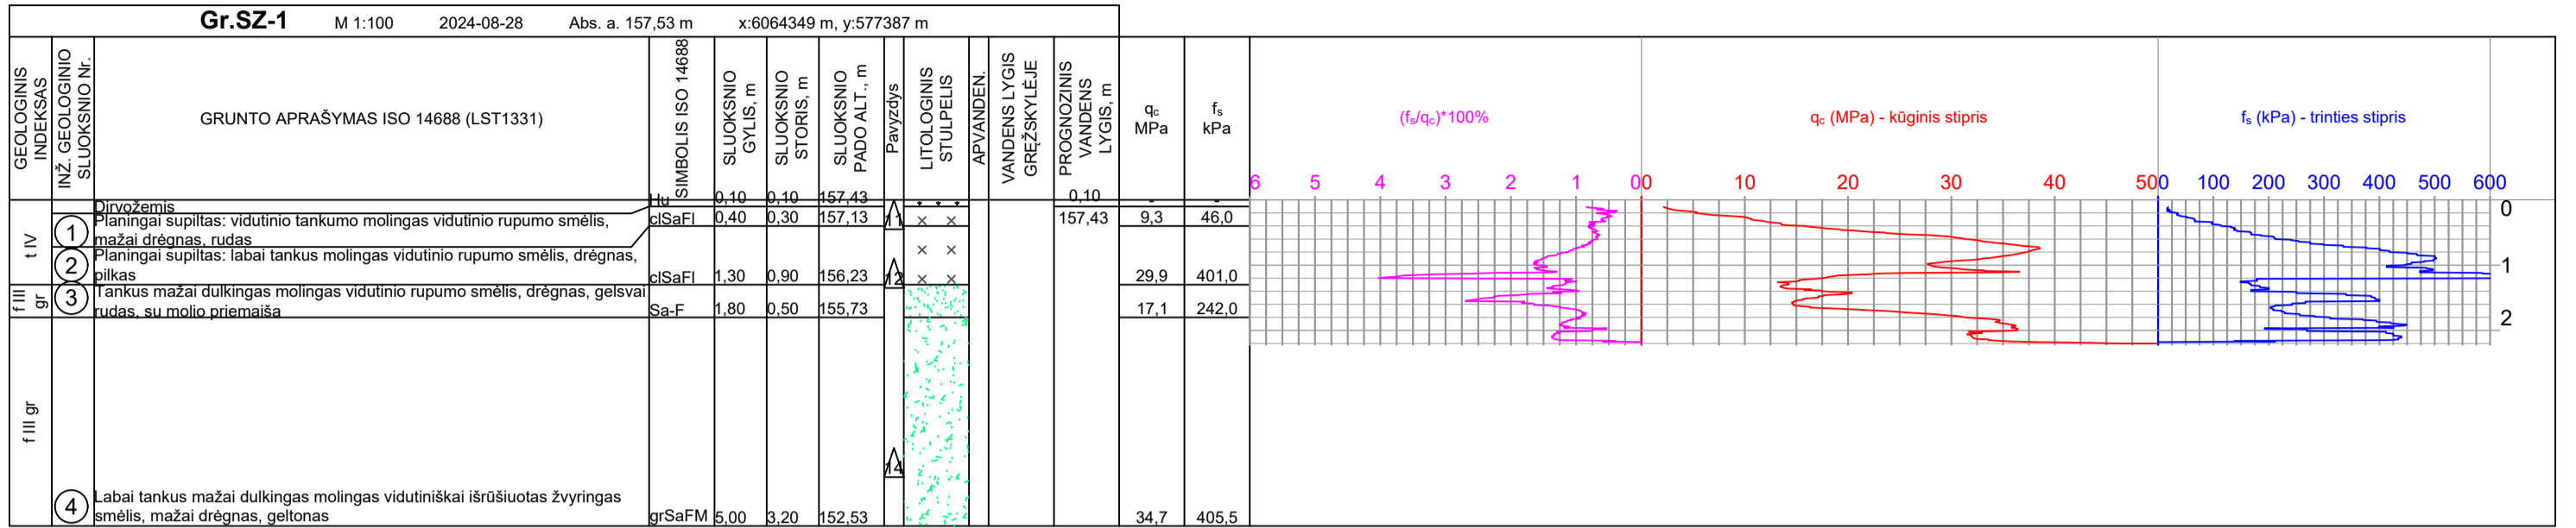 Gr.SZ-1 M 1:100 2024-08-28 Abs. a. 157,53 m x:6064349 m, y:577387 m
GEOLOGINIS
INDEKSAS
INŽ. GEOLOGINIO
SLUOKSNIO Nr.
GRUNTO APRAŠYMAS ISO 14688 (LST1331)
SIMBOLIS ISO 14688
SLUOKSNIO
GYLIS, m
SLUOKSNIO
STORIS, m
SLUOKSNIO
PADO ALT., m
Pavyzdys
LITOLOGINIS
STULPELIS
APVANDEN.
VANDENS LYGIS
GRĘŽSKYLĖJE
PROGNOZINIS
VANDENS
LYGIS, m
qc
MPa
fs
kPa
(fs/qc)*100%
qc (MPa) - kūginis stipris
fs (kPa) - trinties stipris
6 5 4 3 2 1 0
0 10 20 30 40 50
0 100 200 300 400 500 600
Dirvožemis Hu 0,10 0,10 157,43 0,10 - -
t IV
1
Planingai supiltas: vidutinio tankumo molingas vidutinio rupumo smėlis,
mažai drėgnas, rudas
clSaFl 0,40 0,30 157,13 11 157,43 9,3 46,0
2
Planingai supiltas: labai tankus molingas vidutinio rupumo smėlis, drėgnas,
pilkas
clSaFl 1,30 0,90 156,23 12 29,9 401,0
f III
gr
3
Tankus mažai dulkingas molingas vidutinio rupumo smėlis, drėgnas, gelsvai
rudas, su molio priemaiša
Sa-F 1,80 0,50 155,73 17,1 242,0
0
1
2
f III gr
14
4
Labai tankus mažai dulkingas molingas vidutiniškai išrūšiuotas žvyringas
smėlis, mažai drėgnas, geltonas
grSaFM 5,00 3,20 152,53 34,7 405,5